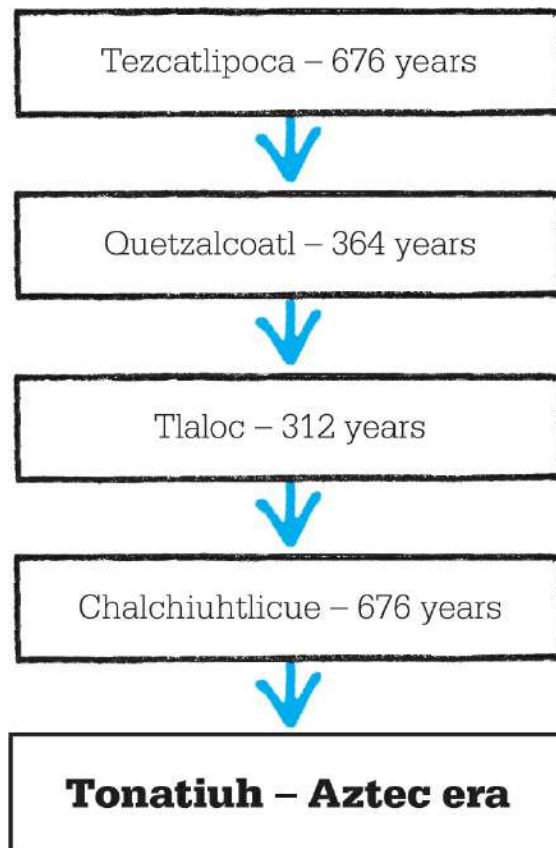 Tezcatlipoca – 676 years
Quetzalcoatl – 364 years
Tlaloc – 312 years
Chalchiuhtlicue – 676 years
Tonatiuh – Aztec era